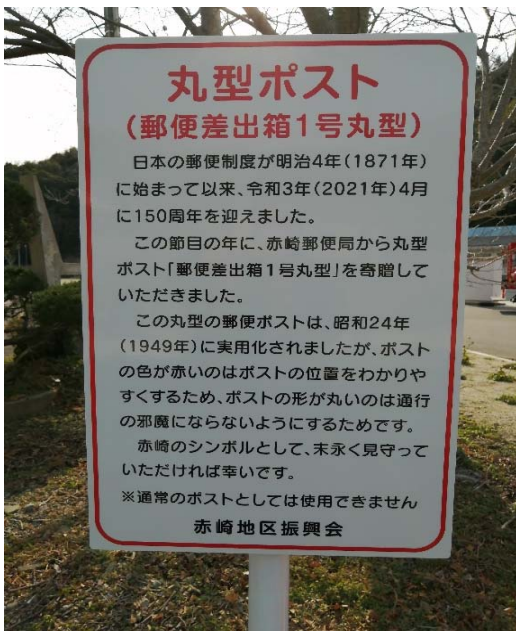 丸型ポスト
(郵便差出箱1号丸型)
日本の郵便制度が明治4年(1871年)
に始まって以来、令和3年(2021年)4月
に150周年を迎えました。
この節目の年に、赤崎郵便局から丸型
ポスト「郵便差出箱1号丸型」を寄贈して
いただきました。
この丸型の郵便ポストは、昭和24年
(1949年)に実用化されましたが、ポスト
の色が赤いのはポストの位置をわかりや
すくするため、ポストの形が丸いのは通行
の邪魔にならないようにするためです。
赤崎のシンボルとして、末永く見守って
いただければ幸いです。
※通常のポストとしては使用できません
赤崎地区振興会